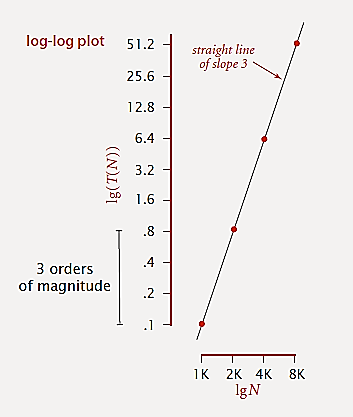 log-log plot
straight line
of slope 3
51.2
25.6
12.8
6.4
3.2
1.6
.8
.4
.2
.1
lg(T(N))
3 orders
of magnitude
1K 2K 4K 8K
lgN